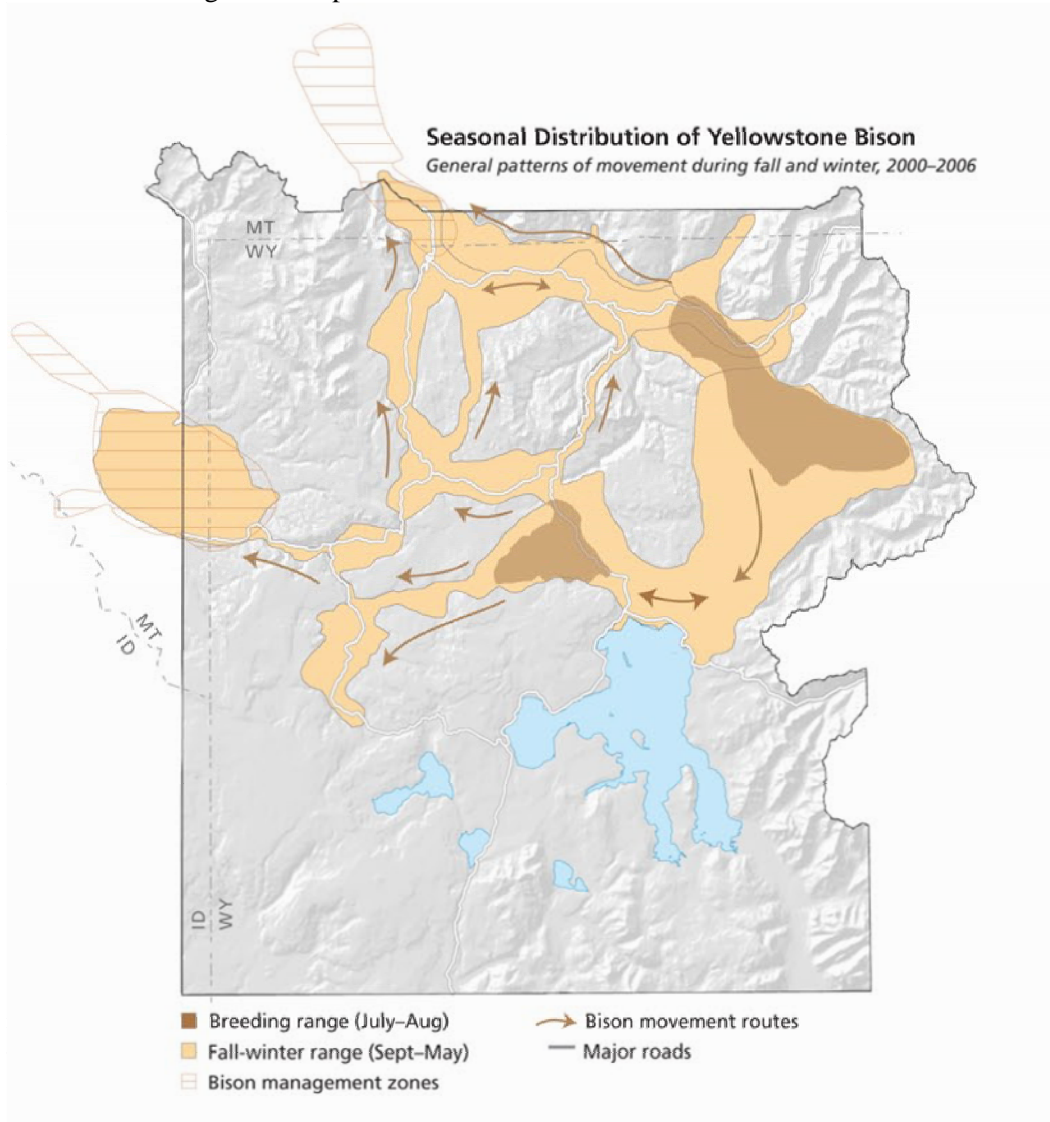 Seasonal Distribution of Yellowstone Bison
General patterns of movement during fall and winter, 2000–2006
MT
WY
MT
ID
ID
WY
Breeding range (July–Aug)
Fall-winter range (Sept–May)
Bison management zones
Bison movement routes
Major roads